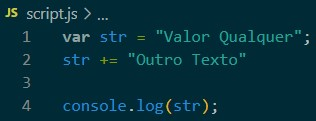 JS script.js > ...
1 var str = "Valor Qualquer";
2 str += "Outro Texto"
3
4 console.log(str);